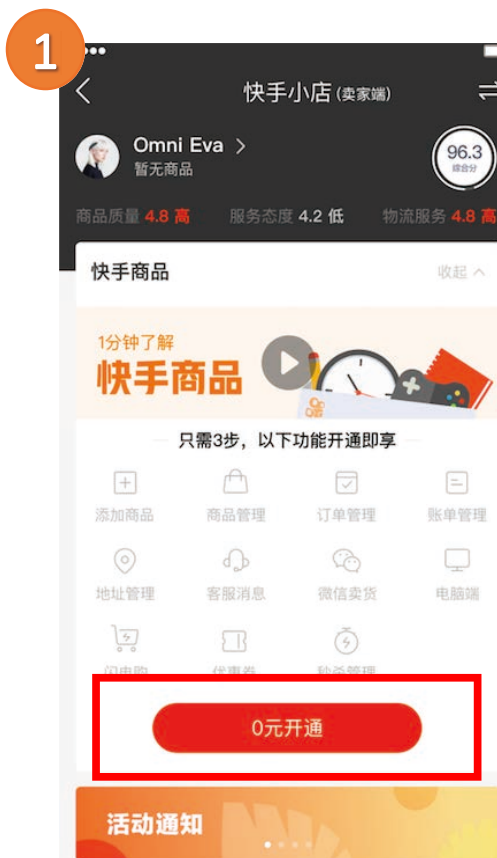 1
快手小店 (卖家端)
Omni Eva >
暂无商品
96.3
综合分
商品质量 4.8 高 服务态度 4.2 低 物流服务 4.8 高
快手商品 收起
1分钟了解
快手商品
只需3步，以下功能开通即享
添加商品 商品管理 订单管理 账单管理
地址管理 客服消息 微信卖货 电脑端
闪电购 优惠券 秒杀管理
0元开通
活动通知